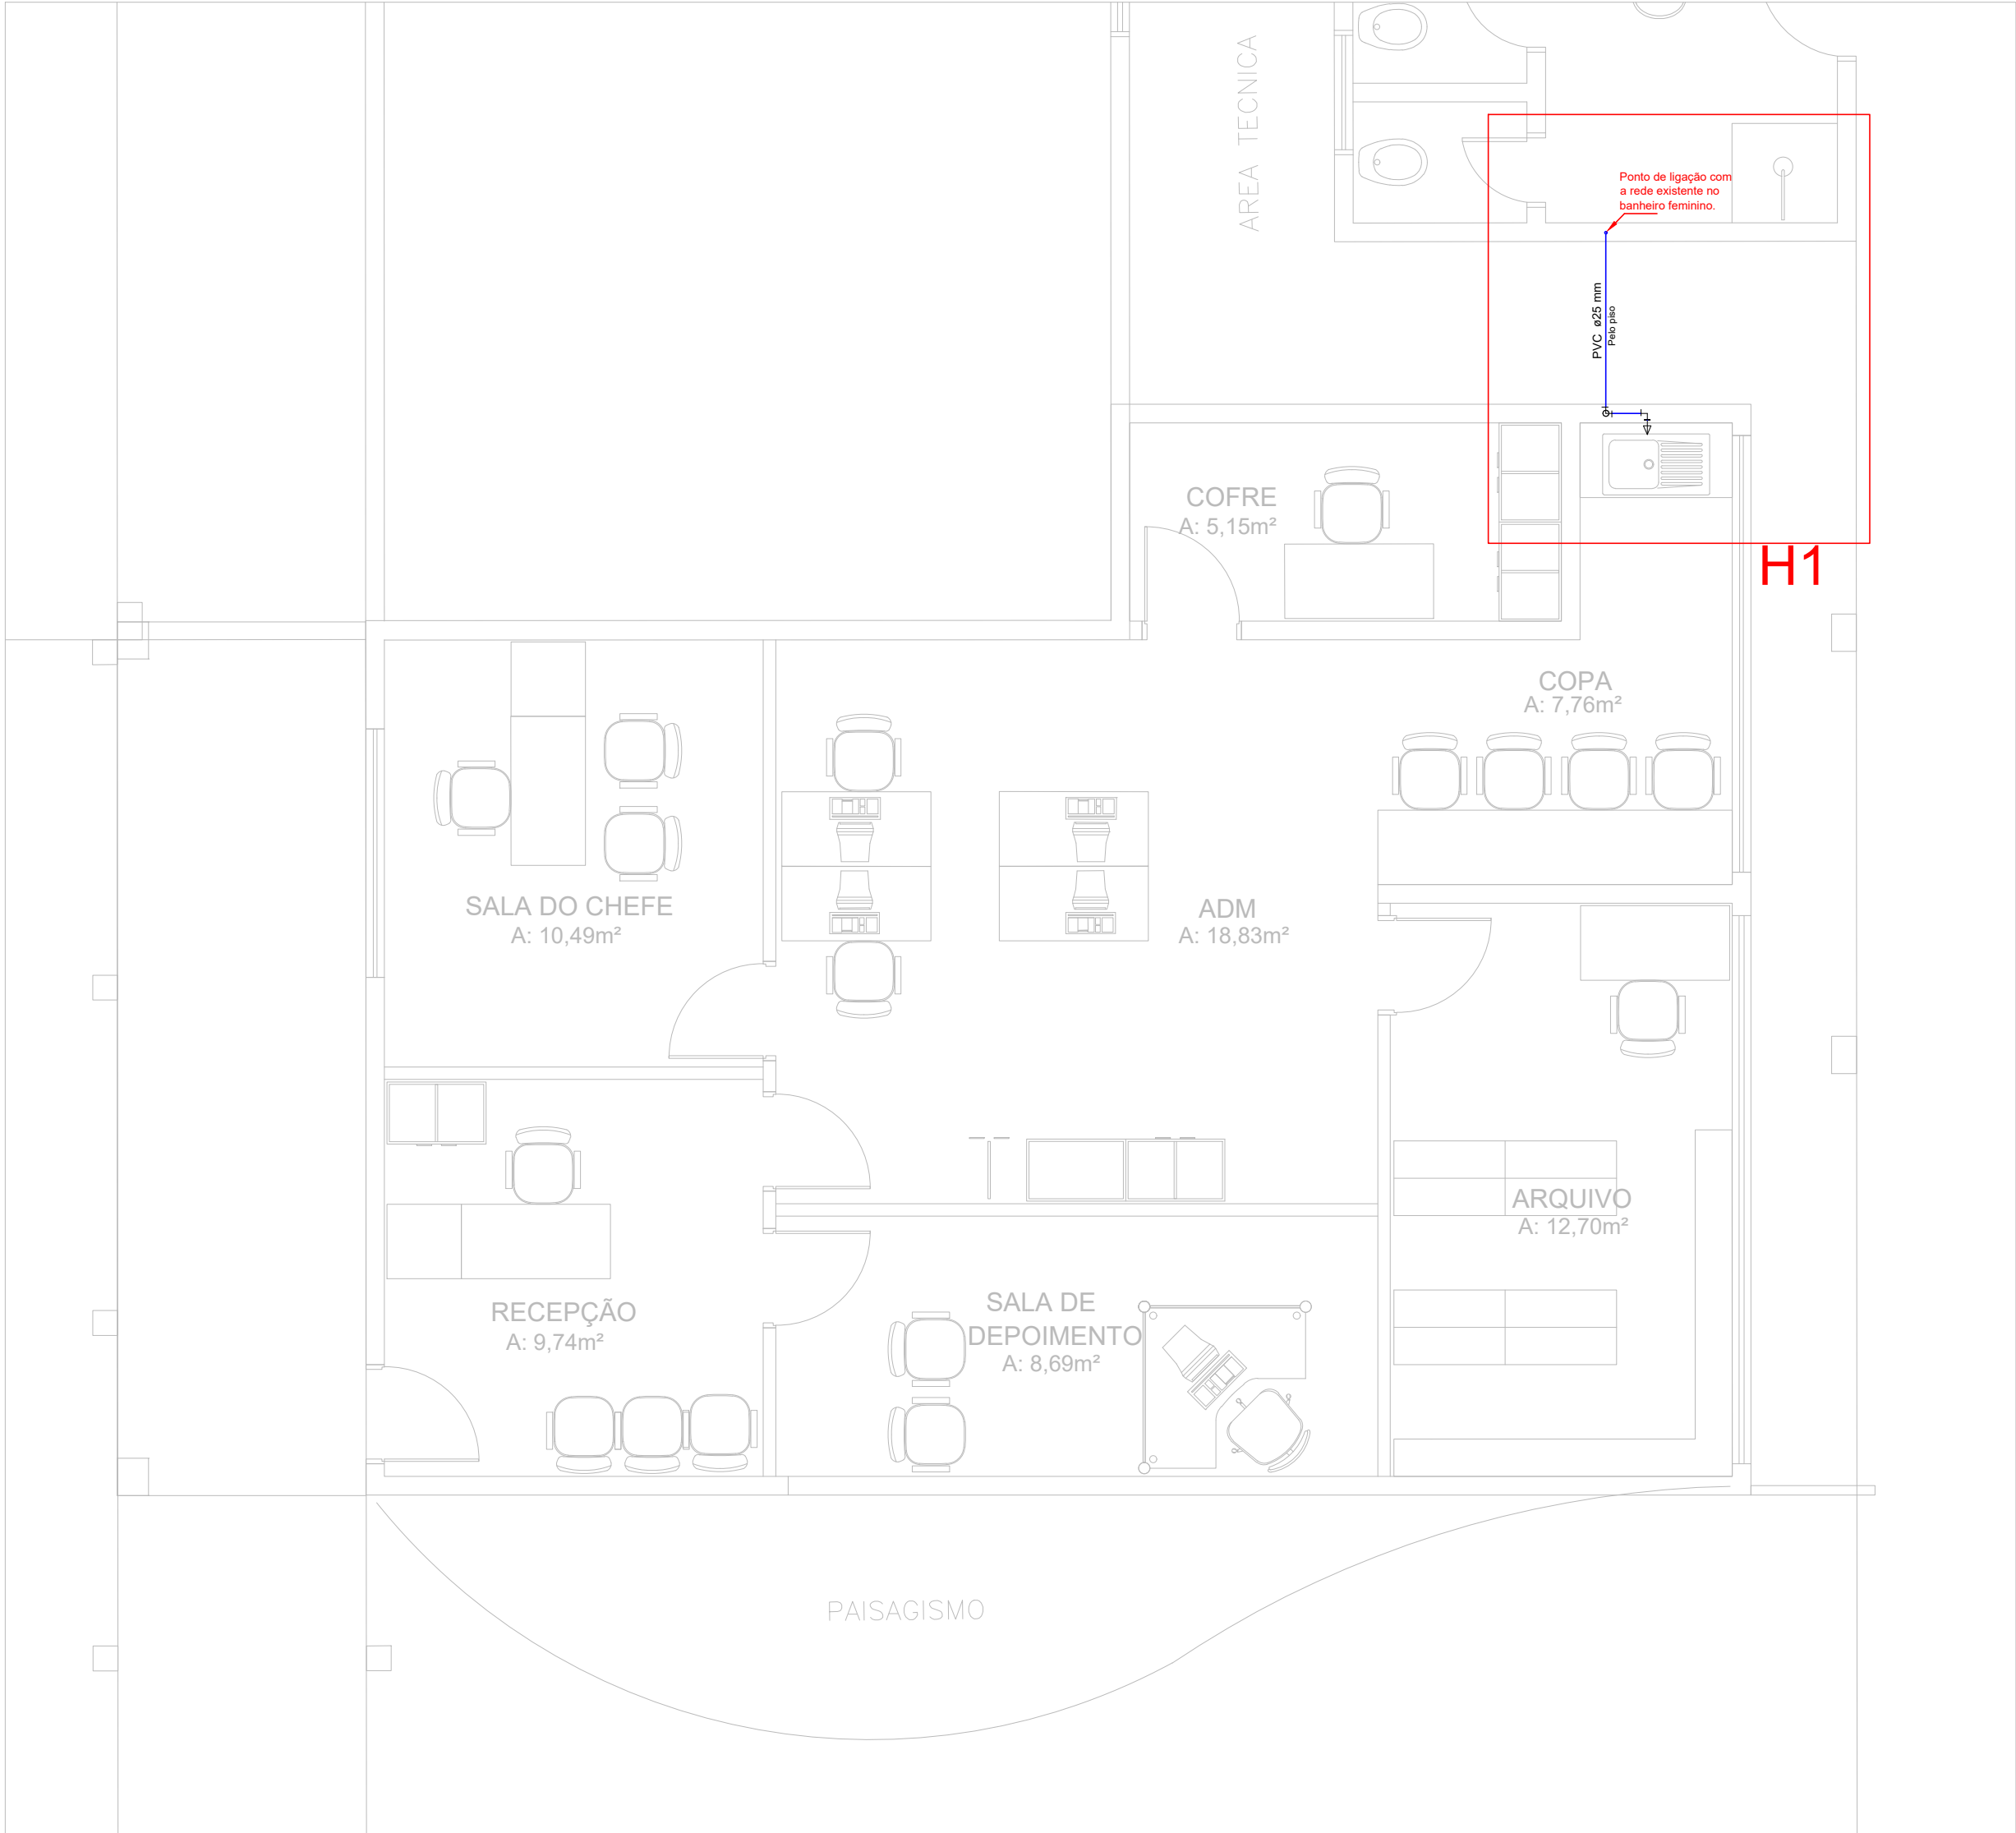 AREA TECNICA
Ponto de ligação com
a rede existente no
banheiro feminino.
PVC ø25 mm
Pelo piso
H1
COFRE
A: 5,15m²
COPA
A: 7,76m²
SALA DO CHEFE
A: 10,49m²
ADM
A: 18,83m²
ARQUIVO
A: 12,70m²
RECEPÇÃO
A: 9,74m²
SALA DE
DEPOIMENTO
A: 8,69m²
PAISAGISMO